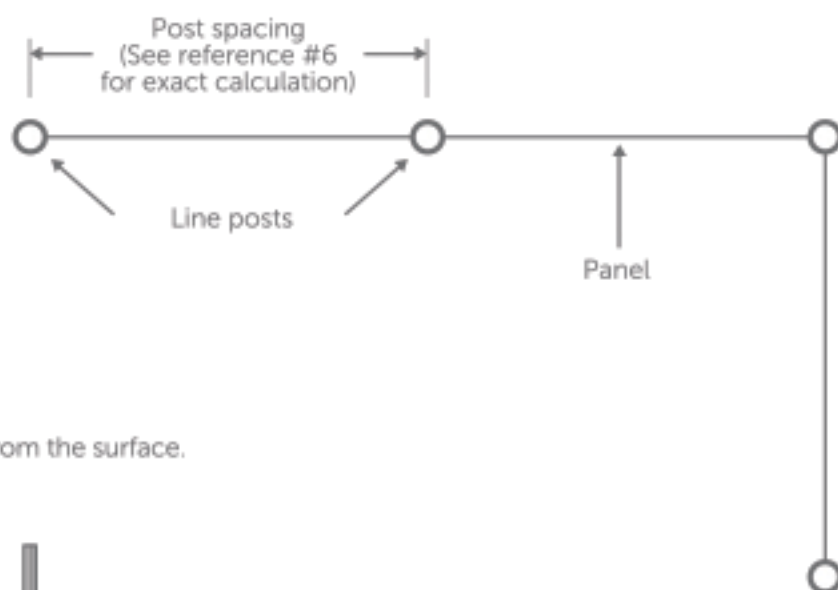 Post spacing
(See reference #6
for exact calculation)
Line posts
Panel
om the surface.